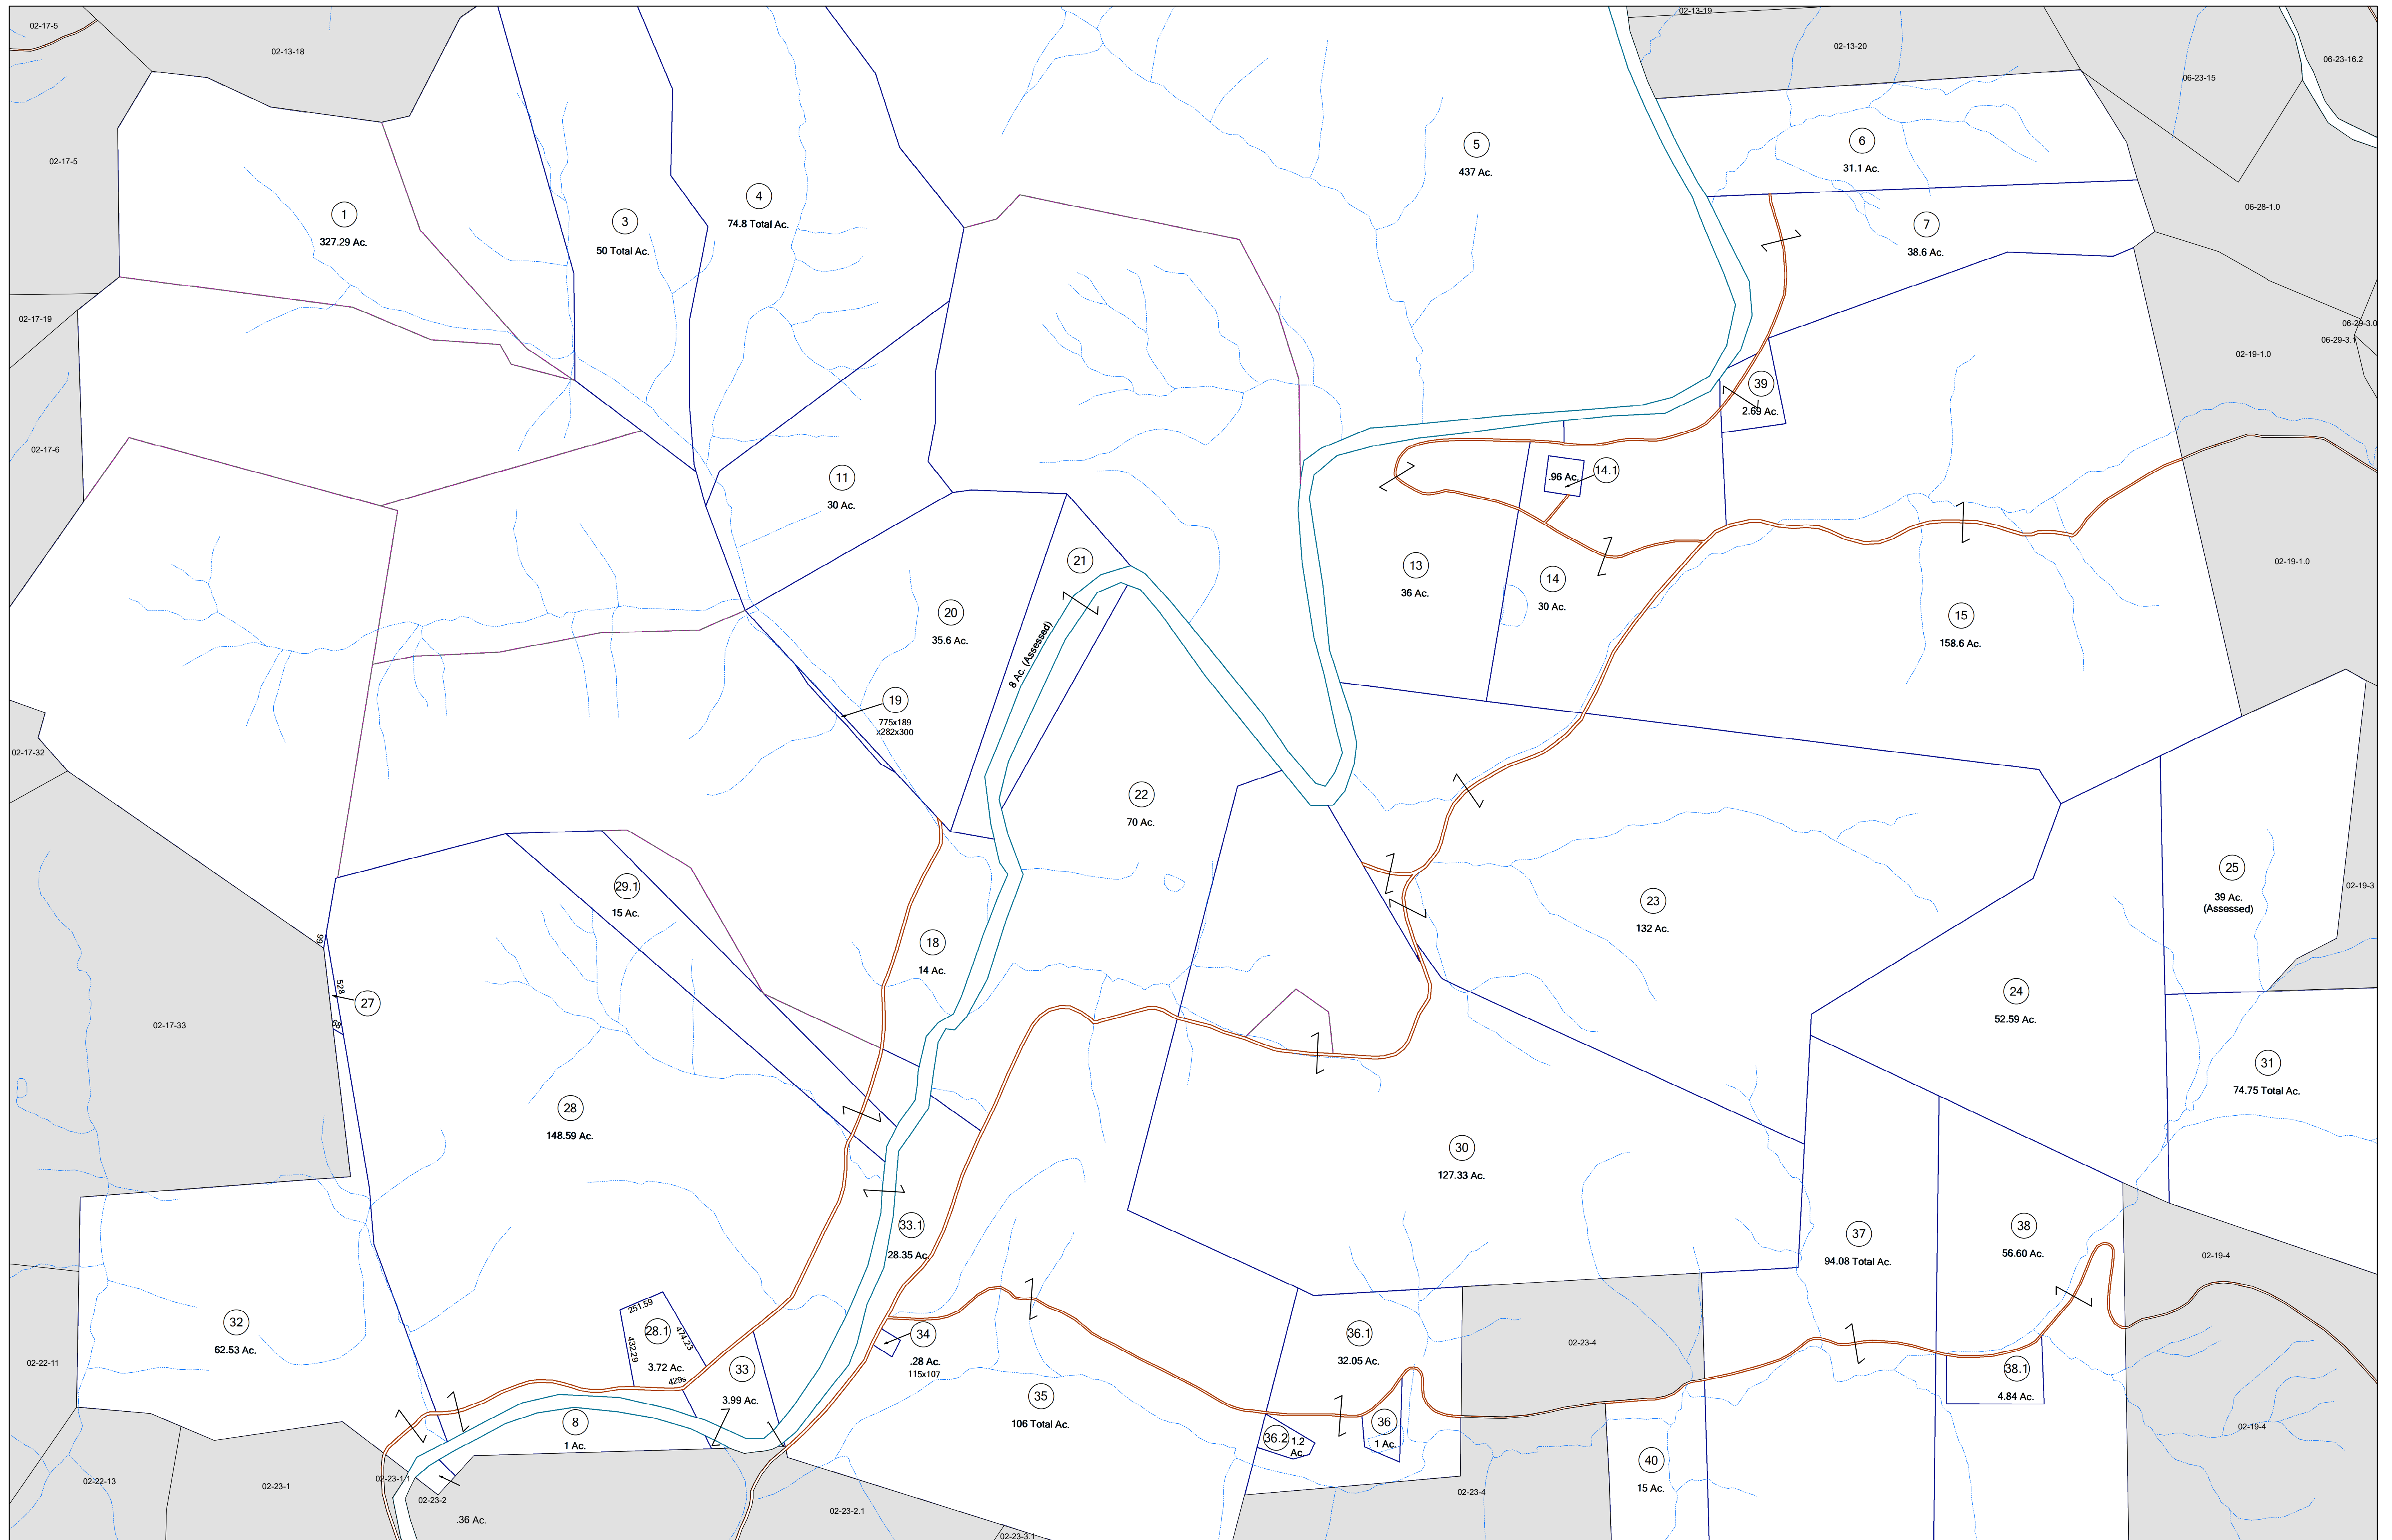 02-17-5
02-13-18
02-13-19
02-13-20
06-23-15
06-23-16.2
02-17-5
5
437 Ac.
6
31.1 Ac.
1
327.29 Ac.
3
50 Total Ac.
4
74.8 Total Ac.
7
38.6 Ac.
06-28-1.0
02-17-19
06-29-3.0
06-29-3.1
02-19-1.0
39
2.69 Ac.
02-17-6
11
30 Ac.
.96 Ac.
14.1
13
36 Ac.
14
30 Ac.
21
8 Ac. (Assessed)
20
35.6 Ac.
15
158.6 Ac.
02-19-1.0
19
775x189
x282x300
02-17-32
22
70 Ac.
29.1
15 Ac.
23
132 Ac.
25
39 Ac.
(Assessed)
02-19-3
18
14 Ac.
99
528
27
02-17-33
24
52.59 Ac.
31
74.75 Total Ac.
28
148.59 Ac.
30
127.33 Ac.
33.1
28.35 Ac.
37
94.08 Total Ac.
38
56.60 Ac.
02-19-4
32
62.53 Ac.
251.59
28.1
432.29
474.23
3.72 Ac.
429s
33
3.99 Ac.
34
.28 Ac.
115x107
36.1
32.05 Ac.
02-23-4
02-22-11
35
106 Total Ac.
38.1
4.84 Ac.
8
1 Ac.
36.2
1.2
Ac.
36
1 Ac.
40
15 Ac.
02-19-4
02-22-13
02-23-1
02-23-1.1
02-23-2
.36 Ac.
02-23-2.1
02-23-3.1
02-23-4